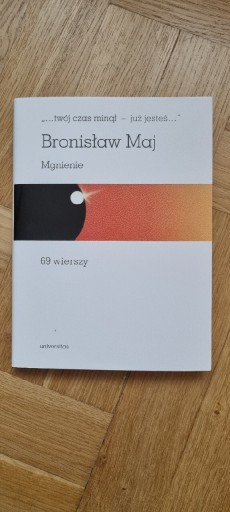 „...twój czas minął – już jesteś...”
Bronisław Maj
Mgnienie
69 wierszy
universitas